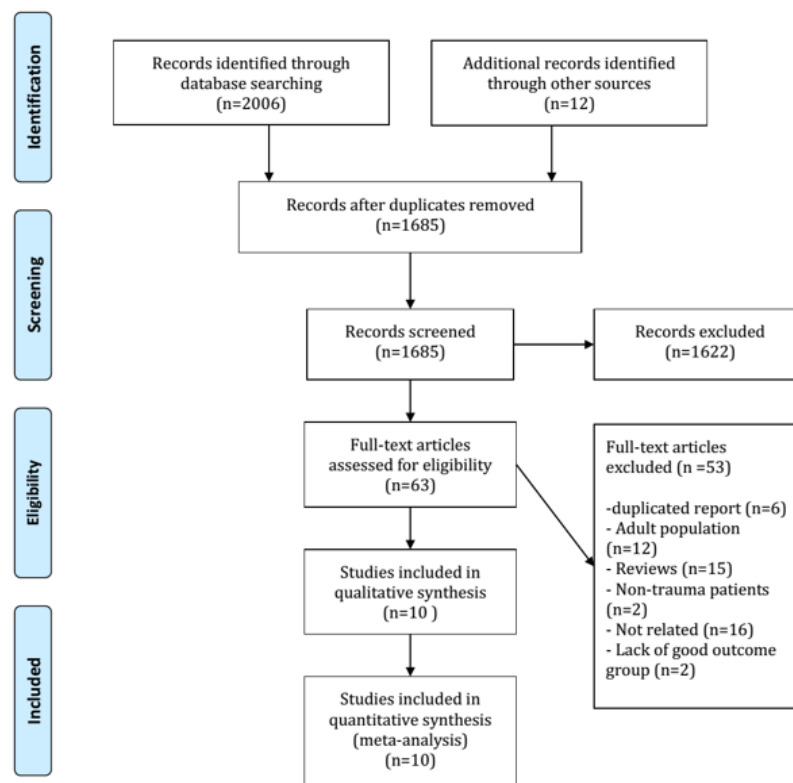 Identification
Records identified through
database searching
(n=2006)
Additional records identified
through other sources
(n=12)
Records after duplicates removed
(n=1685)
Screening
Records screened
(n=1685)
Records excluded
(n=1622)
Eligibility
Full-text articles
assessed for eligibility
(n=63)
Full-text articles
excluded (n =53)
-duplicated report (n=6)
- Adult population
(n=12)
- Reviews (n=15)
- Non-trauma patients
(n=2)
- Not related (n=16)
- Lack of good outcome
group (n=2)
Studies included in
qualitative synthesis
(n=10 )
Included
Studies included in
quantitative synthesis
(meta-analysis)
(n=10)